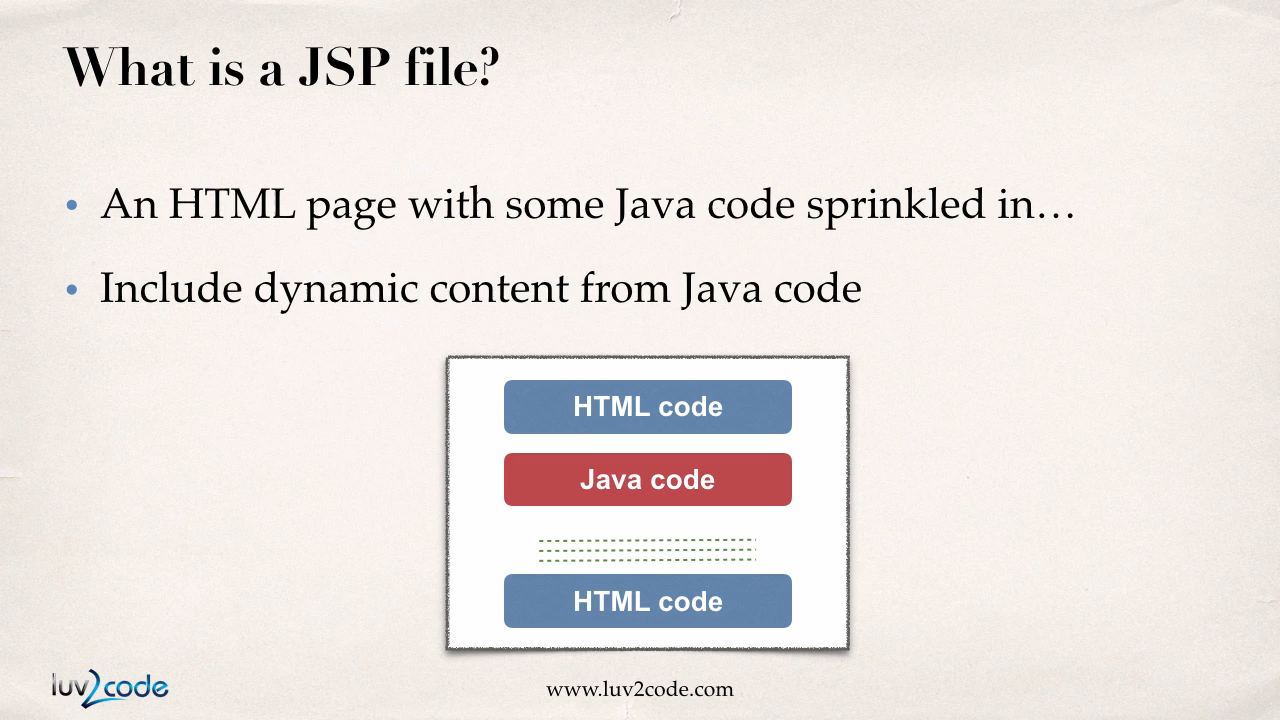 What is a JSP file?
• An HTML page with some Java code sprinkled in…
• Include dynamic content from Java code
HTML code
Java code
HTML code
luv2code
www.luv2code.com